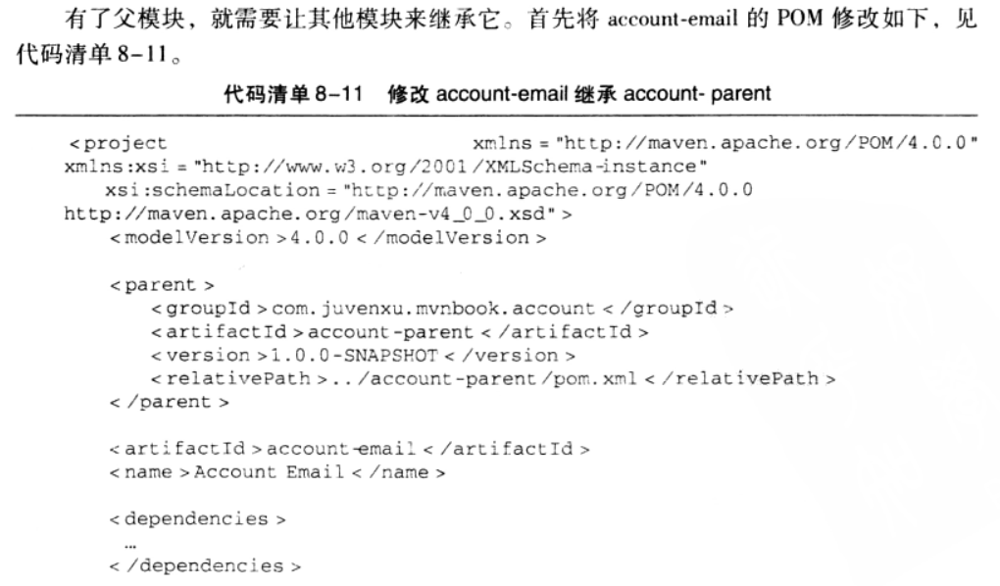 有了父模块，就需要让其他模块来继承它。首先将 account-email 的 POM 修改如下，见
代码清单 8-11。
代码清单 8-11 修改 account-email 继承 account- parent
<project xmlns = "http://maven.apache.org/POM/4.0.0"
xmlns:xsi = "http://www.w3.org/2001/XMLSchema-instance"
xsi:schemaLocation = "http://maven.apache.org/POM/4.0.0
http://maven.apache.org/maven-v4_0_0.xsd" >
<modelVersion >4.0.0 < /modelVersion >
<parent >
<groupId >com.juvenxu.mvnbook.account < /groupId >
<artifactId >account-parent < /artifactId >
<version >1.0.0-SNAPSHOT < /version >
<relativePath >../account-parent/pom.xml < /relativePath >
< /parent >
<artifactId >account-email < /artifactId >
<name >Account Email < /name >
<dependencies >
…
< /dependencies >